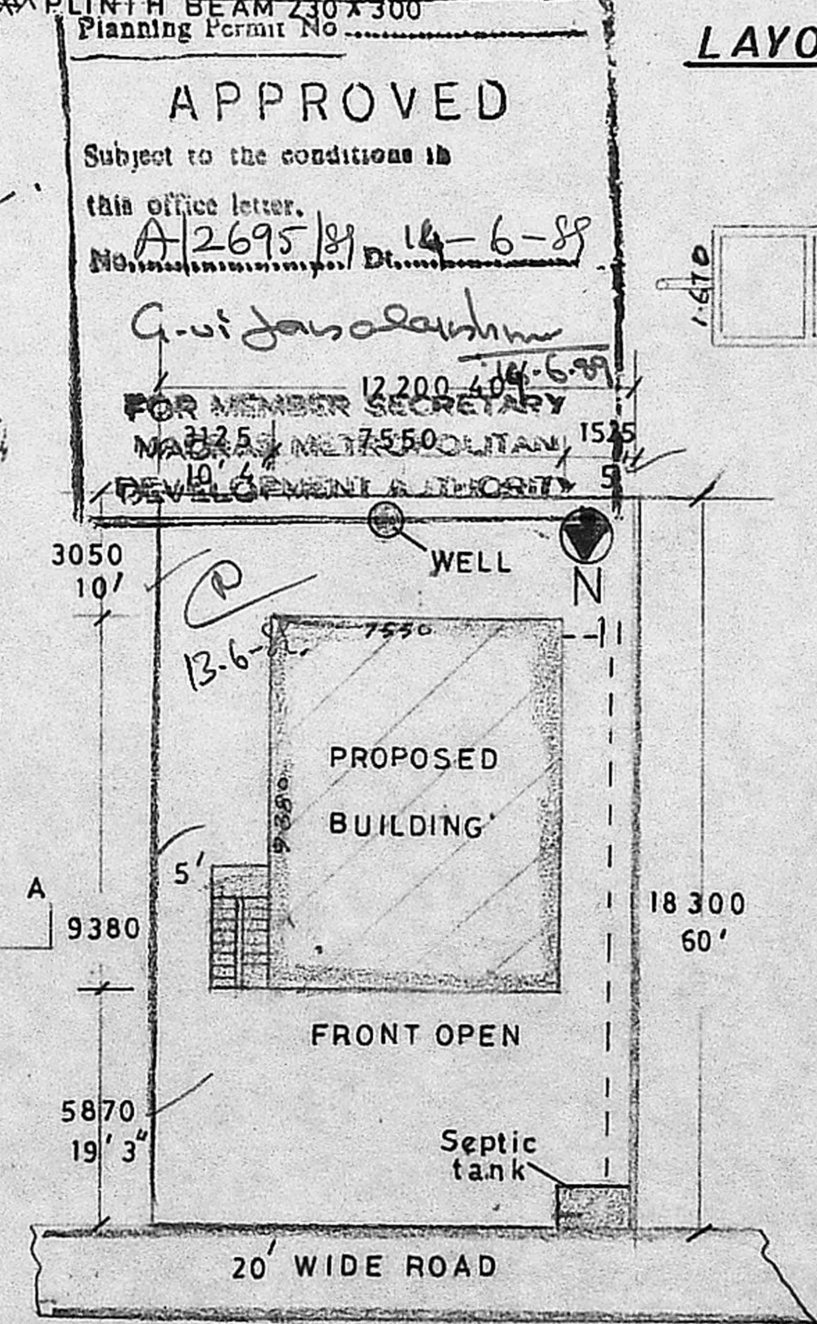 PLINTH BEAM 230 X 300
Planning Permit No
LAYO
APPROVED
Subject to the conditions in
this office letter.
No. A/2695/89 Dt. 14-6-89
14-6-89
12 200 40'
FOR MEMBER SECRETARY
MADRAS METROPOLITAN
DEVELOPMENT AUTHORITY
3125 7550 1525
10' 4" 5'
1.670
WELL
N
3050
10'
13-6-
7550
PROPOSED
BUILDING
9380
5'
A
9380
18 300
60'
FRONT OPEN
5870
19' 3"
Septic
tank
20' WIDE ROAD